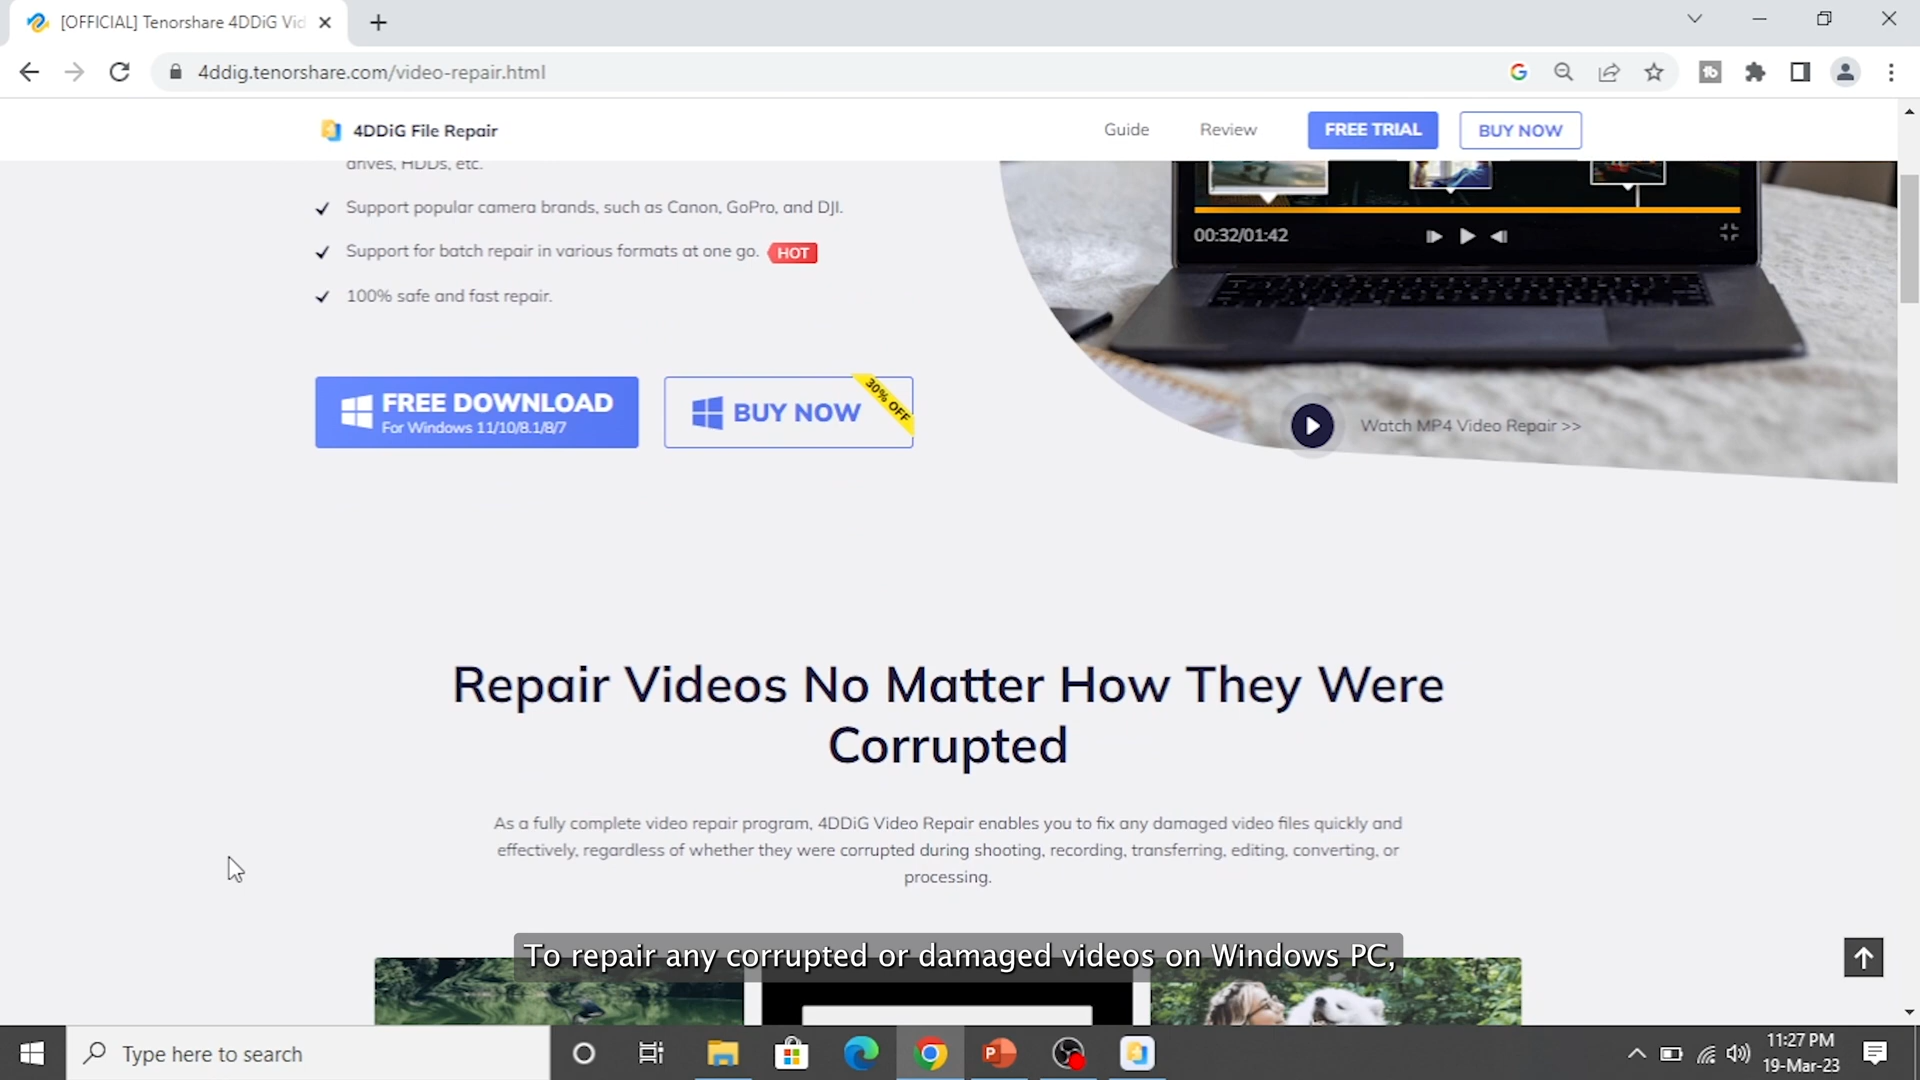 [OFFICIAL] Tenorshare 4DDiG Vid
4ddig.tenorshare.com/video-repair.html
4DDiG File Repair
Guide
Review
FREE TRIAL
BUY NOW
drives, HDDs, etc.
Support popular camera brands, such as Canon, GoPro, and DJI.
Support for batch repair in various formats at one go.
HOT
100% safe and fast repair.
00:32/01:42
FREE DOWNLOAD
For Windows 11/10/8.1/8/7
BUY NOW
30% OFF
Watch MP4 Video Repair >>
Repair Videos No Matter How They Were
Corrupted
As a fully complete video repair program, 4DDiG Video Repair enables you to fix any damaged video files quickly and
effectively, regardless of whether they were corrupted during shooting, recording, transferring, editing, converting, or
processing.
To repair any corrupted or damaged videos on Windows PC,
Type here to search
11:27 PM
19-Mar-23